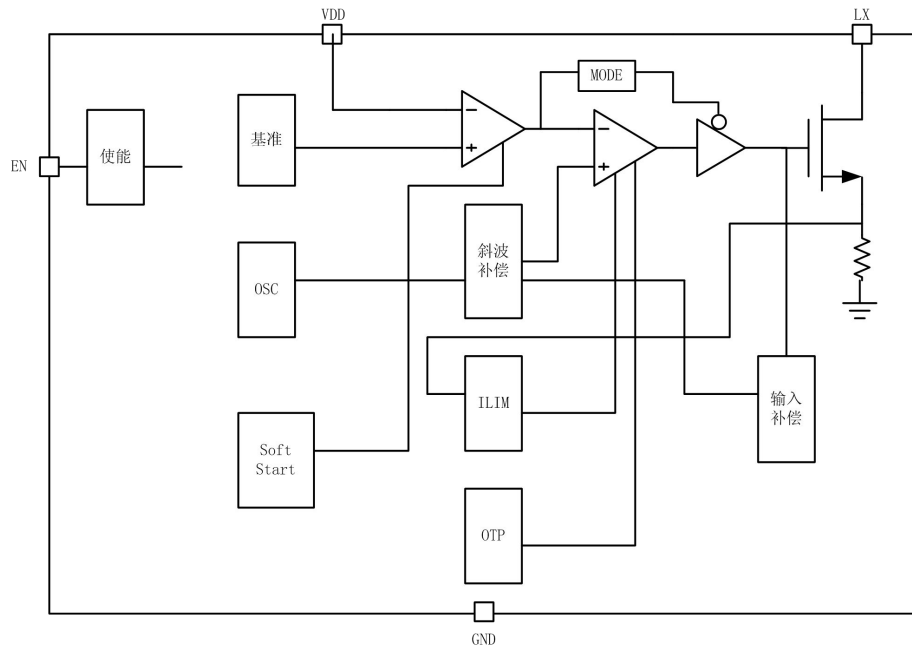 VDD
LX
MODE
−
+
−
+
基准
使能
EN
斜波
补偿
OSC
ILIM
输入
补偿
Soft
Start
OTP
GND